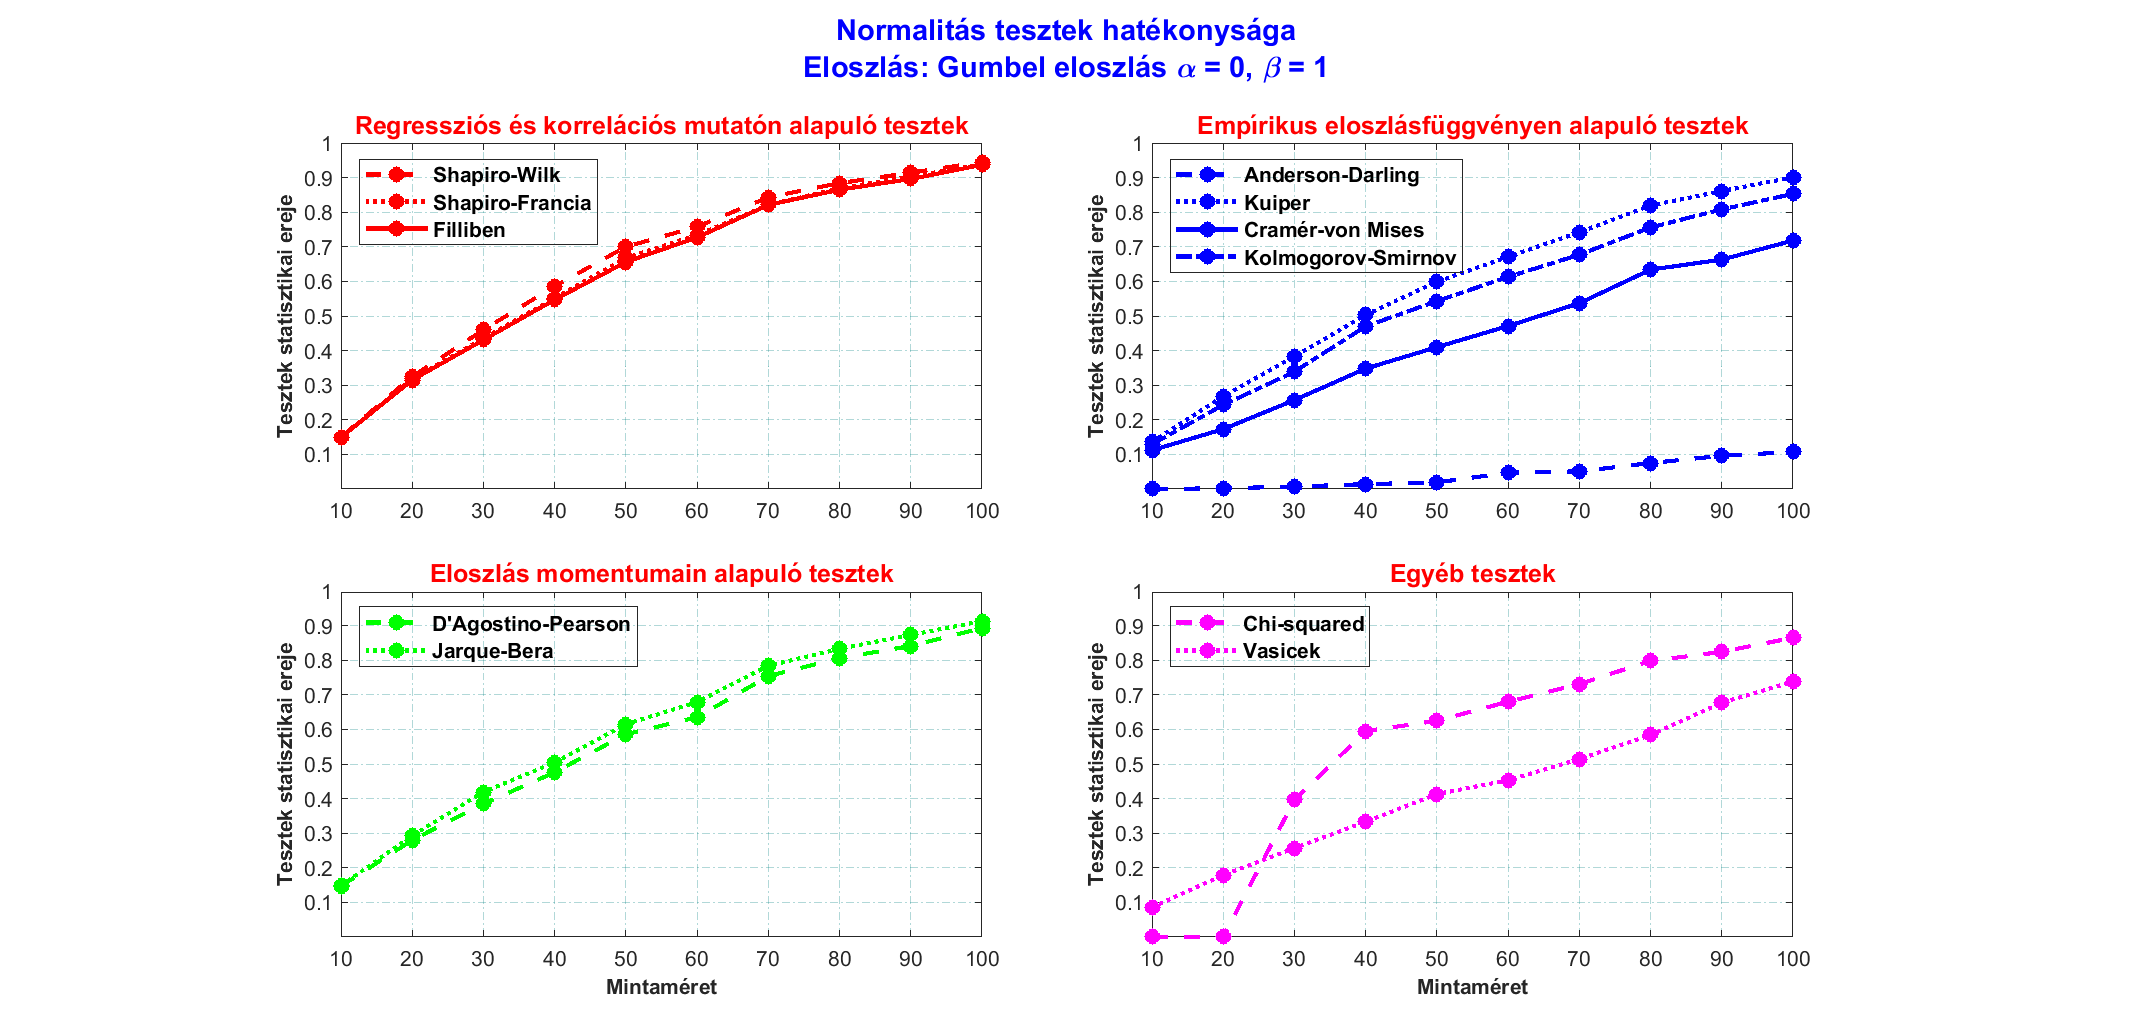 Normalitás tesztek hatékonysága
Eloszlás: Gumbel eloszlás α = 0, β = 1
Regressziós és korrelációs mutatón alapuló tesztek
Tesztek statisztikai ereje
1
0.9
0.8
0.7
0.6
0.5
0.4
0.3
0.2
0.1
Shapiro-Wilk
Shapiro-Francia
Filliben
10 20 30 40 50 60 70 80 90 100
Empírikus eloszlásfüggvényen alapuló tesztek
Tesztek statisztikai ereje
1
0.9
0.8
0.7
0.6
0.5
0.4
0.3
0.2
0.1
Anderson-Darling
Kuiper
Cramér-von Mises
Kolmogorov-Smirnov
10 20 30 40 50 60 70 80 90 100
Eloszlás momentumain alapuló tesztek
Tesztek statisztikai ereje
1
0.9
0.8
0.7
0.6
0.5
0.4
0.3
0.2
0.1
D'Agostino-Pearson
Jarque-Bera
10 20 30 40 50 60 70 80 90 100
Mintaméret
Egyéb tesztek
Tesztek statisztikai ereje
1
0.9
0.8
0.7
0.6
0.5
0.4
0.3
0.2
0.1
Chi-squared
Vasicek
10 20 30 40 50 60 70 80 90 100
Mintaméret